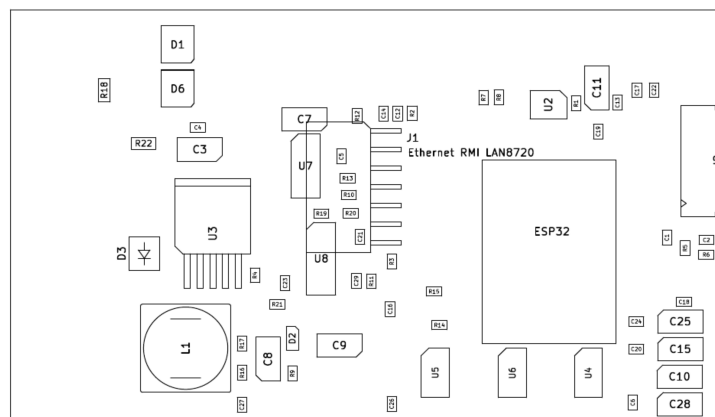 D1
D6
R18
C4
R22
C3
C7
R12
C14
C12
R2
J1
Ethernet RMI LAN8720
U7
C5
R13
R10
R19
R20
C21
R7
R8
U2
R1
C11
C13
C17
C22
C19
ESP32
U3
D3
R4
U8
C23
R21
C29
R11
R3
C16
R15
R14
C1
R5
C2
R6
C18
C24
C25
C20
C15
C10
C6
C28
L1
R17
R16
C27
C8
D2
R9
C9
C26
U5
U6
U4